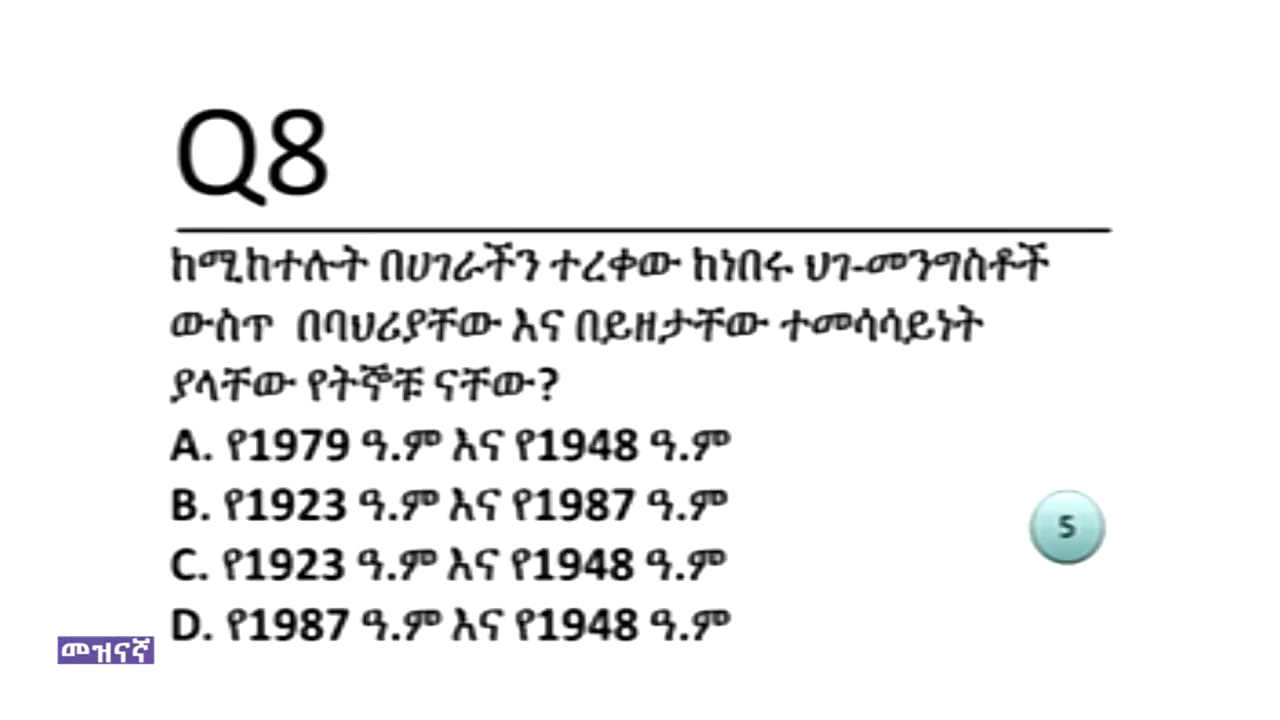 Q8
ከሚከተሉት በሀገራችን ተረቀው ከነበሩ ህገ-መንግስቶች
ውስጥ በባህሪያቸው እና በይዘታቸው ተመሳሳይነት
ያላቸው የትኞቹ ናቸው?
A. የ1979 ዓ.ም እና የ1948 ዓ.ም
B. የ1923 ዓ.ም እና የ1987 ዓ.ም
C. የ1923 ዓ.ም እና የ1948 ዓ.ም
D. የ1987 ዓ.ም እና የ1948 ዓ.ም
5
መዝናኛ